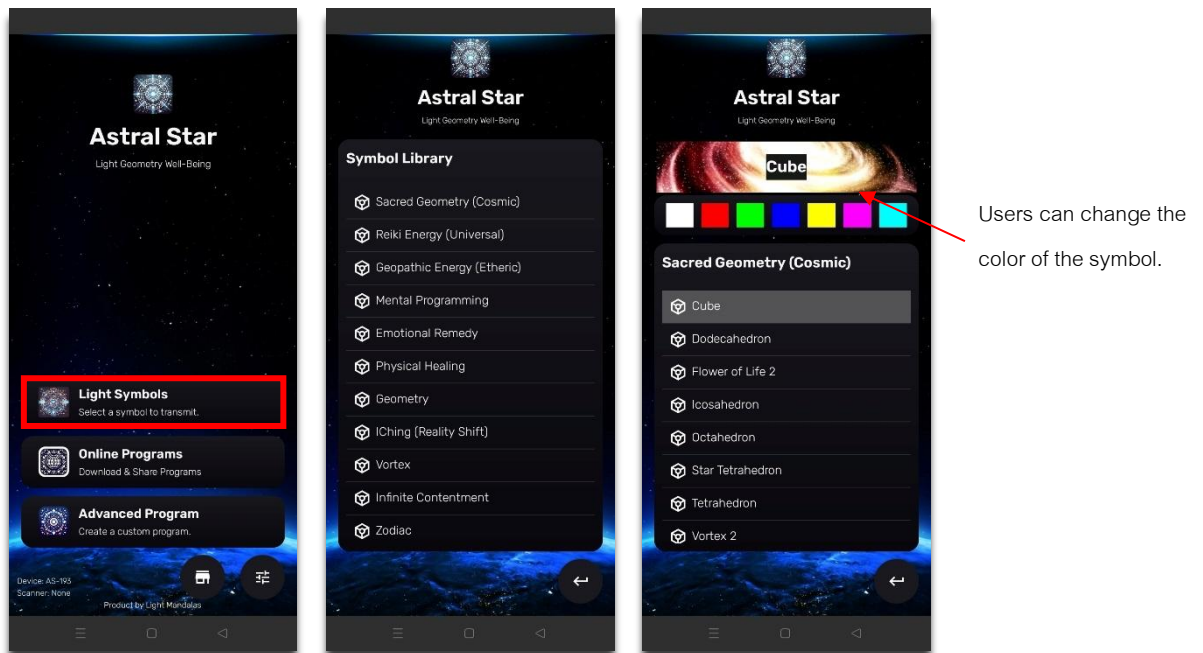 Astral Star
Light Geometry Well-Being
Light Symbols
Select a symbol to transmit.
Online Programs
Download & Share Programs
Advanced Program
Create a custom program.
Device: AS-193
Scanner: None
Product by Light Mandalas
Astral Star
Light Geometry Well-Being
Symbol Library
Sacred Geometry (Cosmic)
Reiki Energy (Universal)
Geopathic Energy (Etheric)
Mental Programming
Emotional Remedy
Physical Healing
Geometry
IChing (Reality Shift)
Vortex
Infinite Contentment
Zodiac
Astral Star
Light Geometry Well-Being
Cube
Sacred Geometry (Cosmic)
Cube
Dodecahedron
Flower of Life 2
Icosahedron
Octahedron
Star Tetrahedron
Tetrahedron
Vortex 2
Users can change the
color of the symbol.